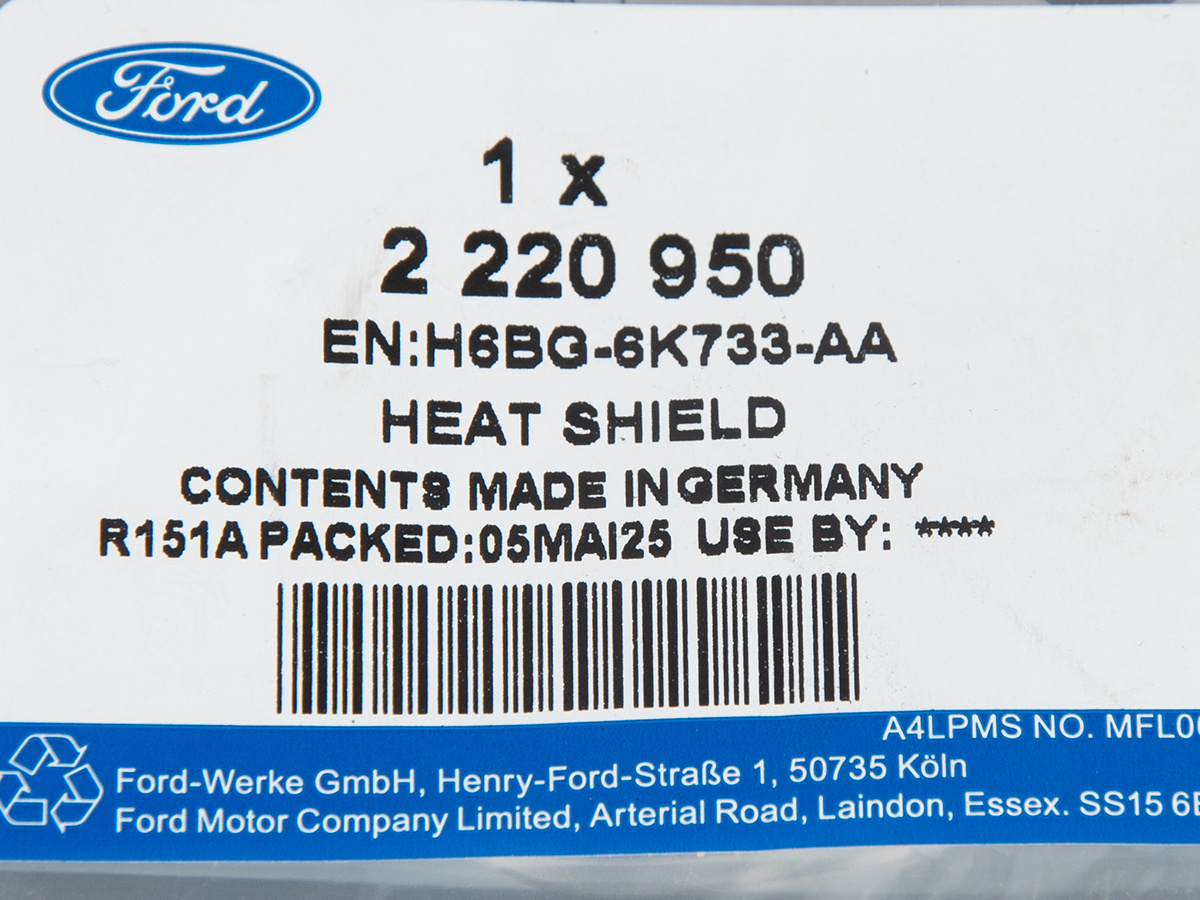 Ford
1 x
2 220 950
EN:H6BG-6K733-AA
HEAT SHIELD
CONTENTS MADE IN GERMANY
R151A PACKED:05MAI25 USE BY: ****
A4LPMS NO.
Ford-Werke GmbH, Henry-Ford-Straße 1, 50735 Köln
Ford Motor Company Limited, Arterial Road, Laindon, Essex. SS15